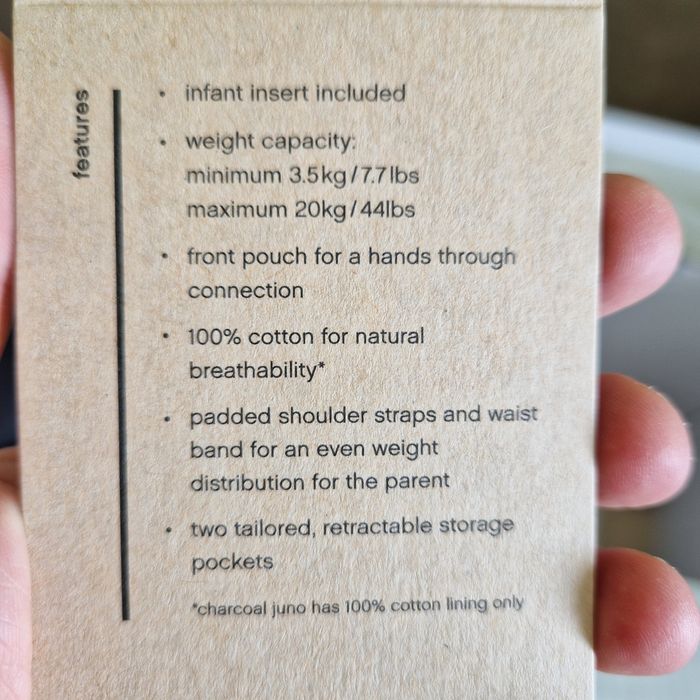 features
• infant insert included
• weight capacity:
minimum 3.5kg/7.7lbs
maximum 20kg/44lbs
• front pouch for a hands through
connection
• 100% cotton for natural
breathability*
• padded shoulder straps and waist
band for an even weight
distribution for the parent
• two tailored, retractable storage
pockets
*charcoal juno has 100% cotton lining only